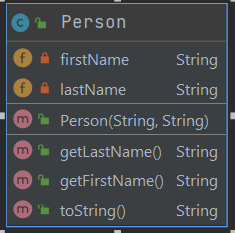 c Person
f firstName String
f lastName String
m Person(String, String)
m getLastName() String
m getFirstName() String
m toString() String